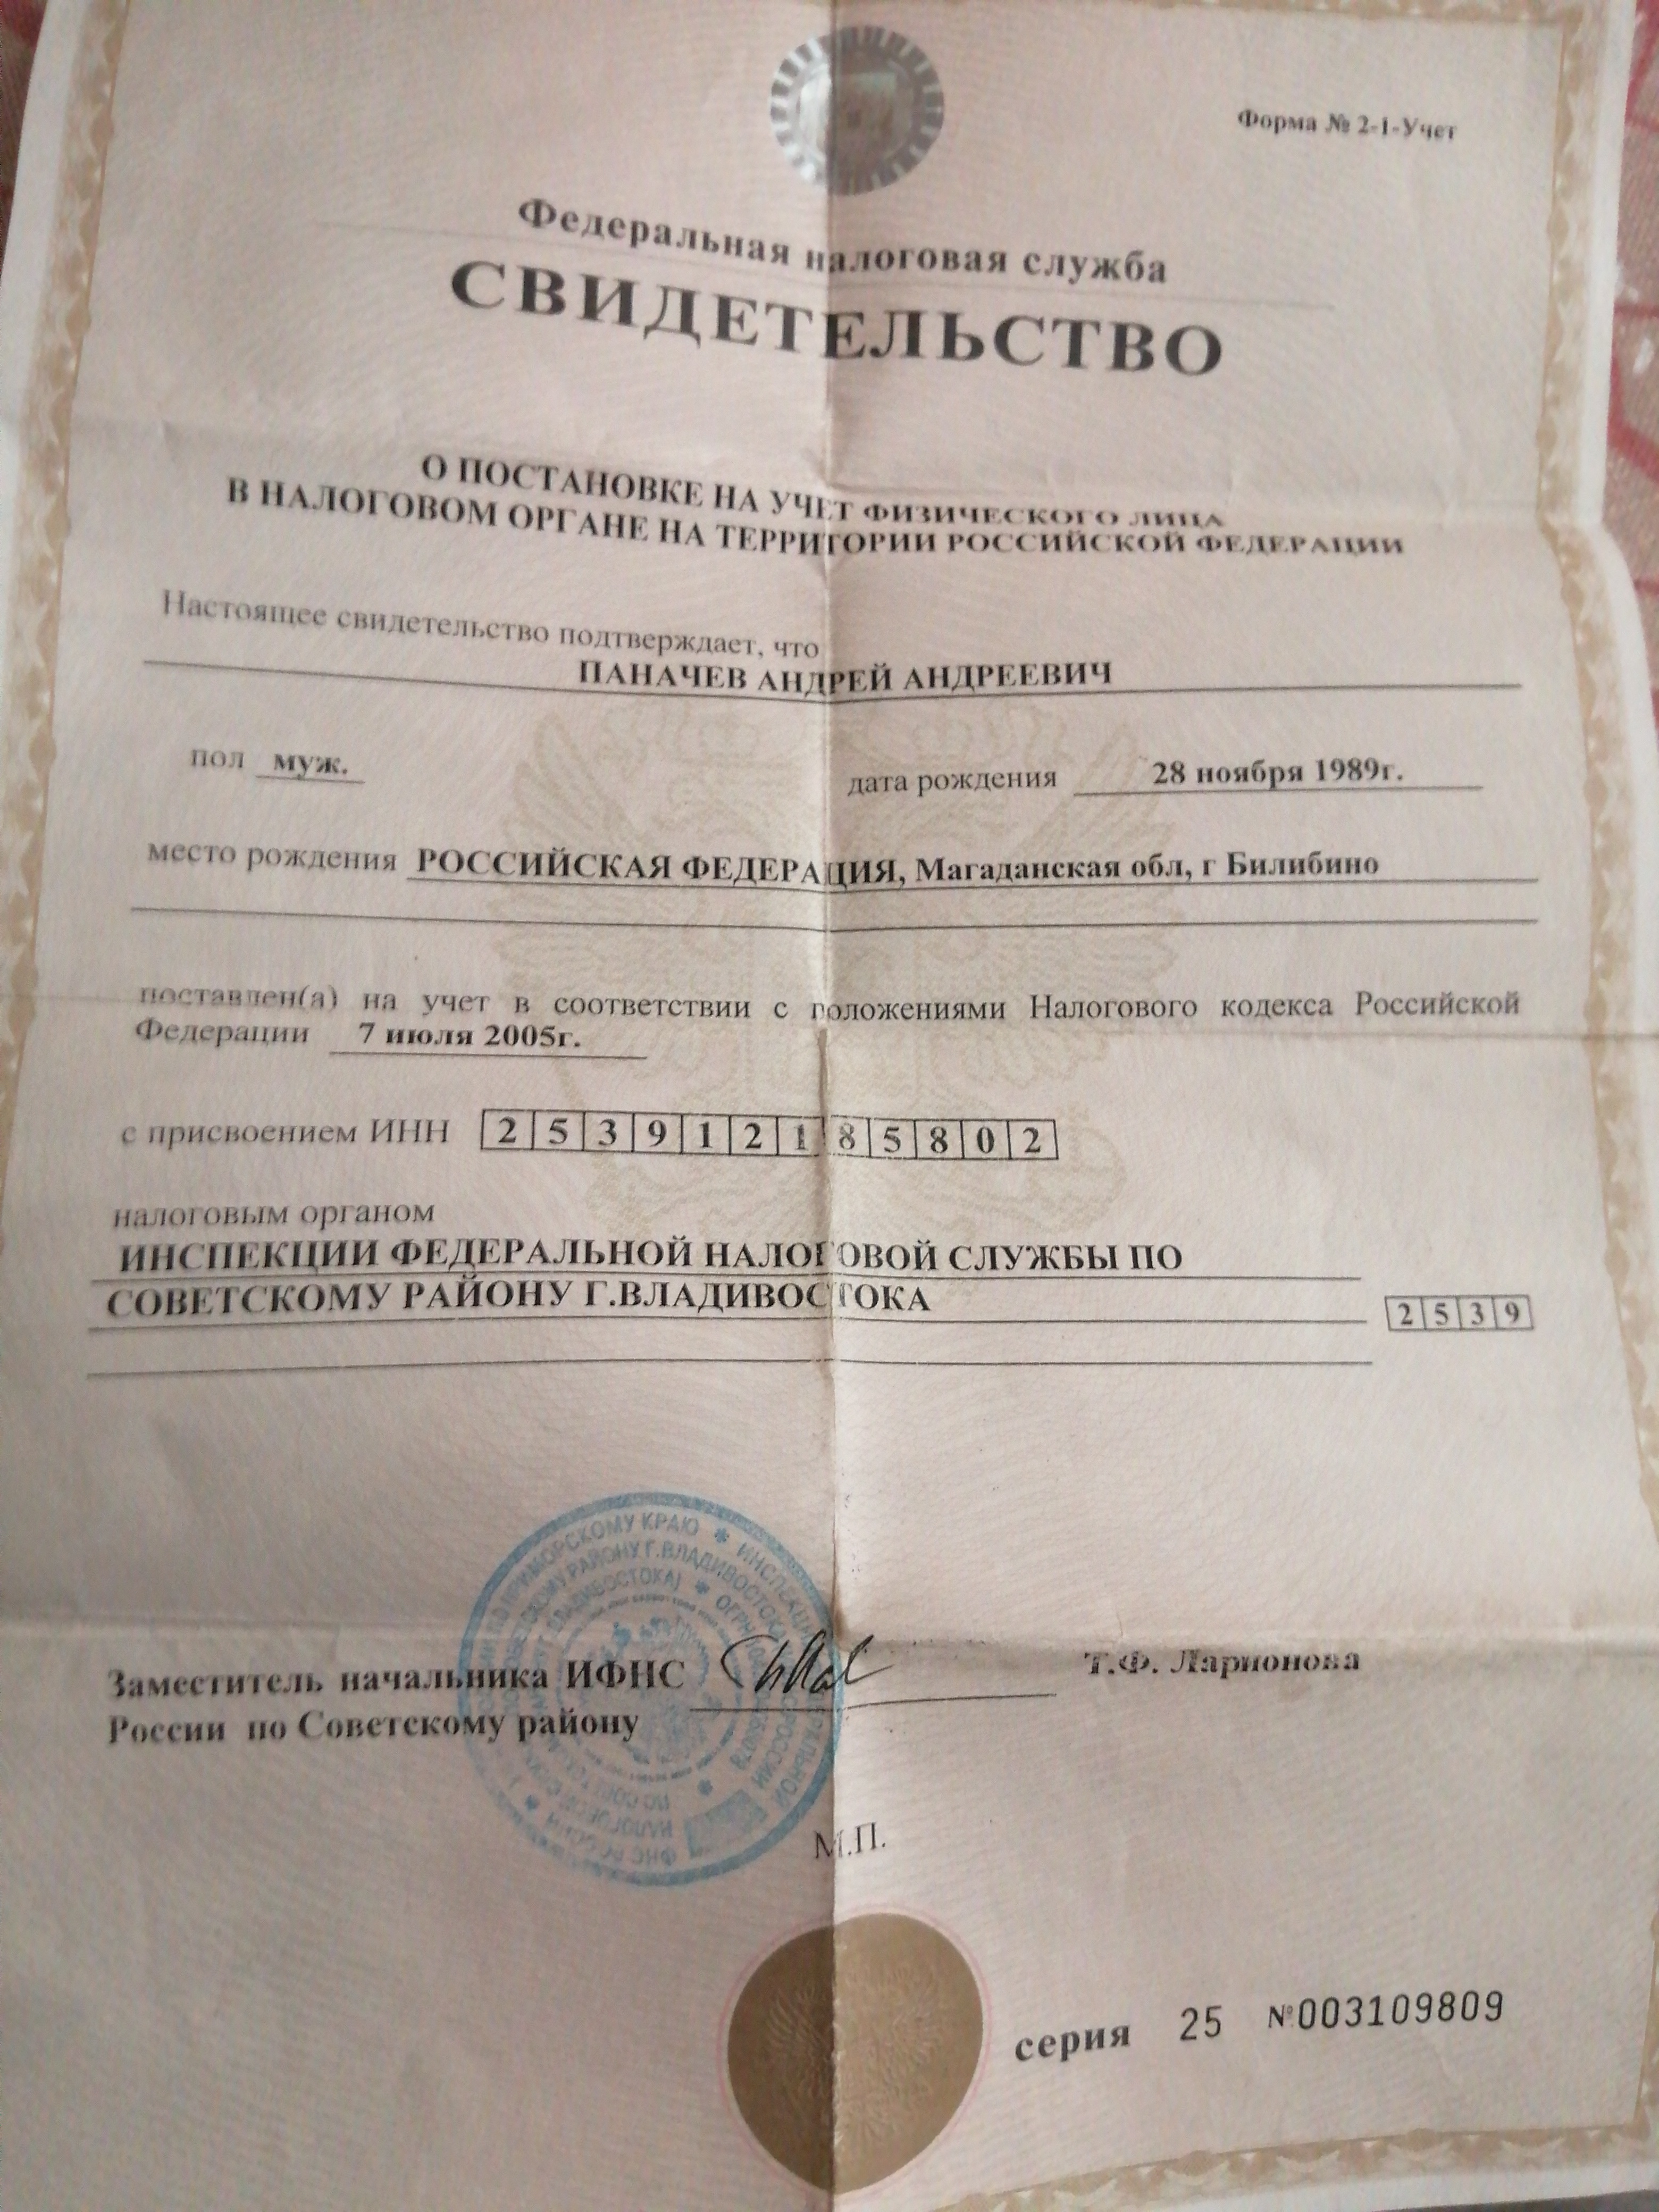 Форма № 2-1-Учет
Федеральная налоговая служба
СВИДЕТЕЛЬСТВО
О ПОСТАНОВКЕ НА УЧЕТ ФИЗИЧЕСКОГО ЛИЦА
В НАЛОГОВОМ ОРГАНЕ НА ТЕРРИТОРИИ РОССИЙСКОЙ ФЕДЕРАЦИИ
Настоящее свидетельство подтверждает, что
ПАНАЧЕВ АНДРЕЙ АНДРЕЕВИЧ
пол муж. дата рождения 28 ноября 1989г.
место рождения РОССИЙСКАЯ ФЕДЕРАЦИЯ, Магаданская обл, г Билибино
поставлен(а) на учет в соответствии с положениями Налогового кодекса Российской
Федерации 7 июля 2005г.
с присвоением ИНН 253912185802
налоговым органом
ИНСПЕКЦИИ ФЕДЕРАЛЬНОЙ НАЛОГОВОЙ СЛУЖБЫ ПО
СОВЕТСКОМУ РАЙОНУ Г.ВЛАДИВОСТОКА 2539
ПРИМОРСКОМУ КРАЮ
РАЙОНУ Г.ВЛАДИВОСТОКА
Заместитель начальника ИФНС Т.Ф. Ларионова
России по Советскому району
М.П.
серия 25 №003109809